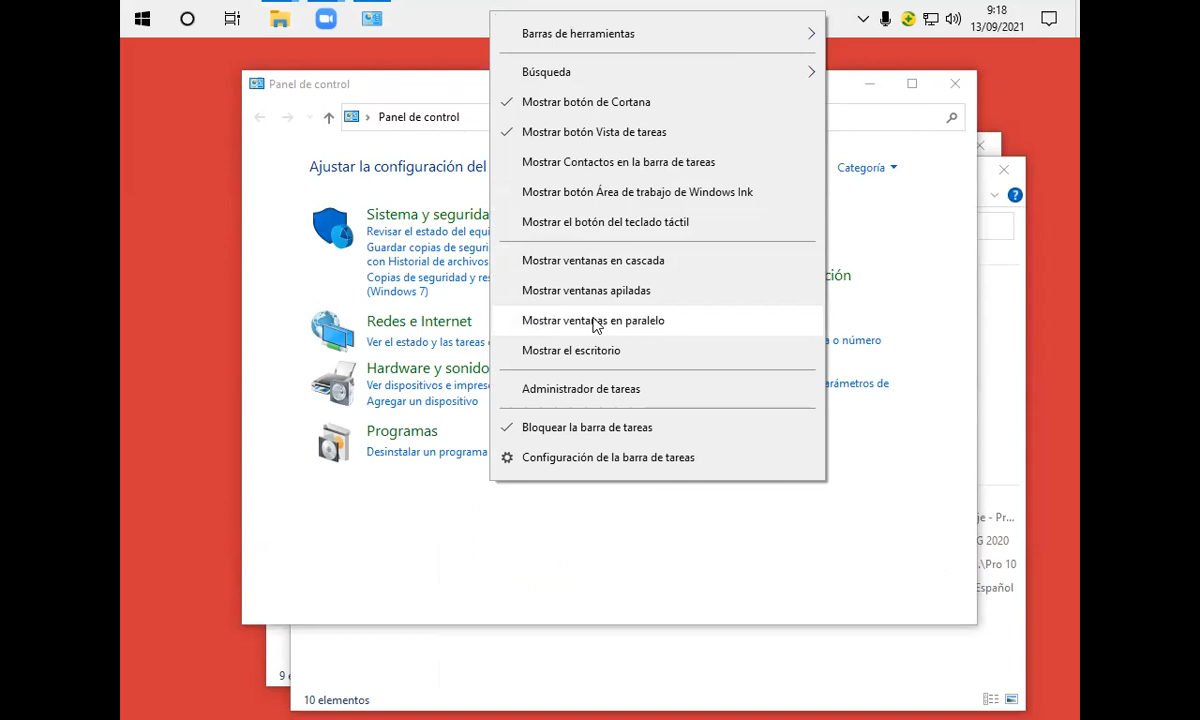 9:18
13/09/2021
Panel de control
Panel de control
Ajustar la configuración del
Categoría
Sistema y segurida
Revisar el estado del equi
Guardar copias de seguri
con Historial de archivos
Copias de seguridad y res
(Windows 7)
Redes e Internet
Ver el estado y las tareas
Hardware y sonido
Ver dispositivos e impres
Agregar un dispositivo
Programas
Desinstalar un programa
Barras de herramientas
Búsqueda
Mostrar botón de Cortana
Mostrar botón Vista de tareas
Mostrar Contactos en la barra de tareas
Mostrar botón Área de trabajo de Windows Ink
Mostrar el botón del teclado táctil
Mostrar ventanas en cascada
Mostrar ventanas apiladas
Mostrar ventanas en paralelo
Mostrar el escritorio
Administrador de tareas
Bloquear la barra de tareas
Configuración de la barra de tareas
ción
a o número
arámetros de
je - Pr...
G 2020
.\Pro 10
Español
9 e
10 elementos